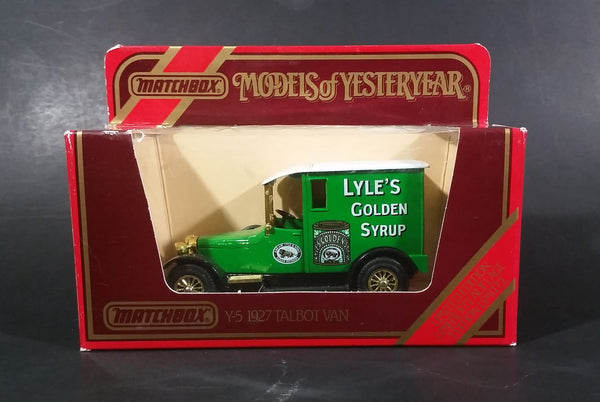 MATCHBOX
MODELS of YESTERYEAR
LYLE'S
GOLDEN
SYRUP
MATCHBOX
Y-5 1927 TALBOT VAN